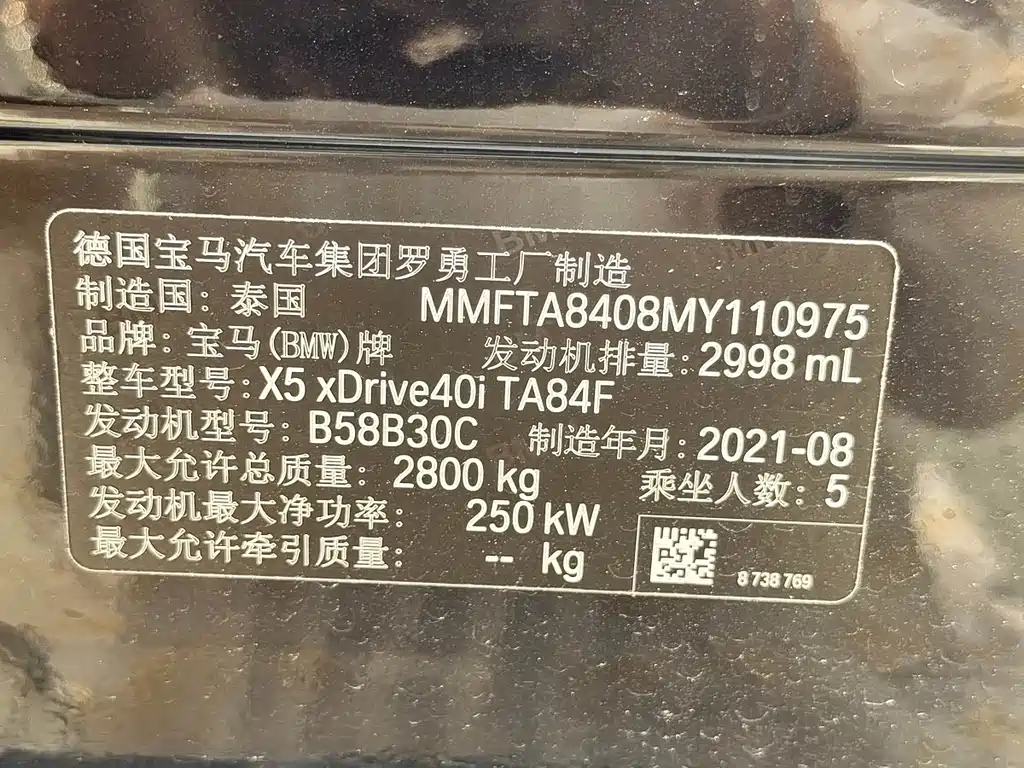 德国宝马汽车集团罗勇工厂制造
制造国：泰国 MMFTA8408MY110975
品牌：宝马(BMW)牌 发动机排量：2998 mL
整车型号：X5 xDrive40i TA84F
发动机型号：B58B30C 制造年月：2021-08
最大允许总质量：2800 kg 乘坐人数：5
发动机最大净功率： 250 kW
最大允许牵引质量： -- kg
8 738 769